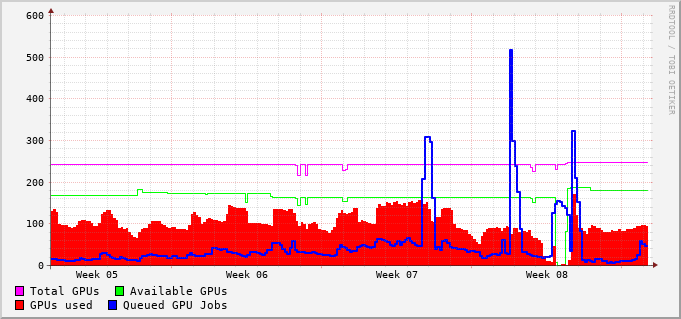 600
500
400
300
200
100
0
Week 05 Week 06 Week 07 Week 08
Total GPUs Available GPUs
GPUs used Queued GPU Jobs
RRDTOOL / TOBI OETIKER